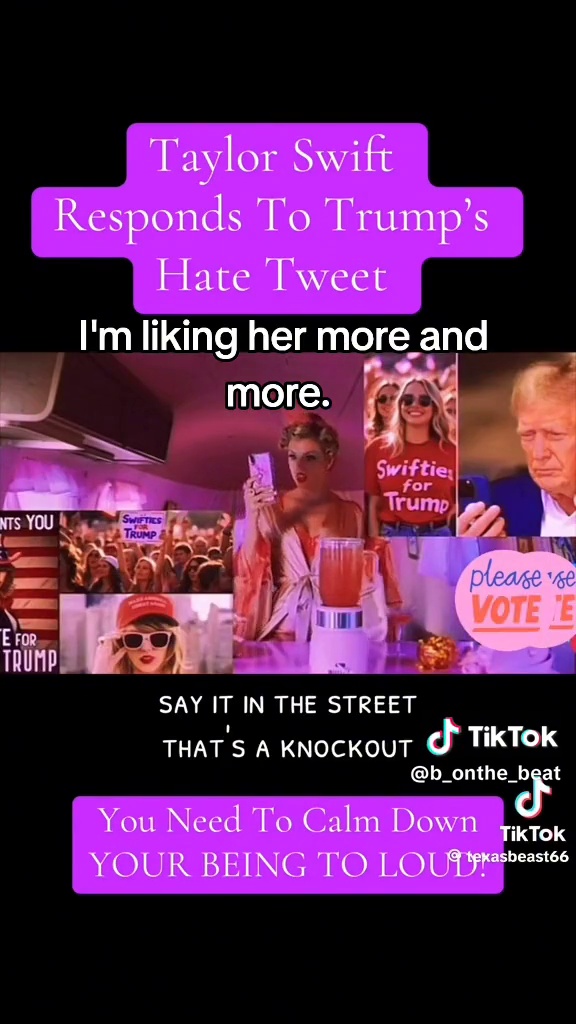 Taylor Swift
Responds To Trump's
Hate Tweet
I'm liking her more and
more.
Swifties
for
Trump
NTS YOU
SWIFTIES
FOR
TRUMP
please
VOTE
E FOR
TRUMP
SAY IT IN THE STREET
THAT'S A KNOCKOUT
TikTok
@b_onthe_beat
You Need To Calm Down
YOUR BEING TO LOUD!
TikTok
@texasbeast66